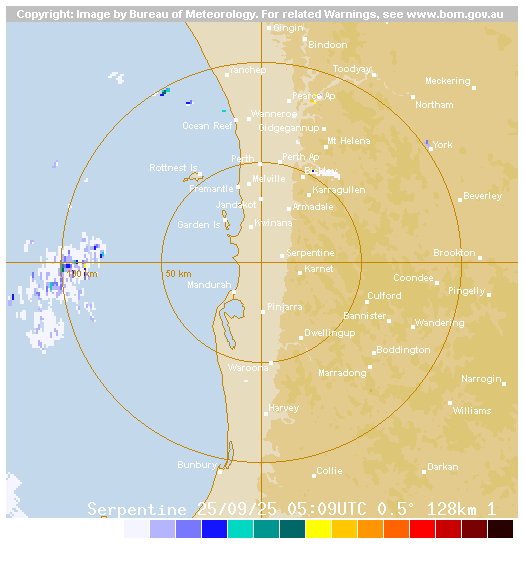 Copyright: Image by Bureau of Meteorology. For related Warnings, see www.bom.gov.au
Gingin
Bindoon
Toodyay
Yanchep
Meckering
Pearce Ap
Northam
Wanneroo
Ocean Reef
Gidgegannup
Mt Helena
York
Perth
Perth Ap
Rottnest Is
Melville
Fremantle
Karragullen
Beverley
Jandakot
Armadale
Garden Is
Kwinana
Serpentine
Brookton
100 km
50 km
Karnet
Coondee
Mandurah
Pingelly
Culford
Pinjarra
Bannister
Wandering
Dwellingup
Boddington
Waroona
Marradong
Narrogin
Harvey
Williams
Bunbury
Collie
Darkan
Serpentine 25/09/25 05:09UTC 0.5° 128km 1